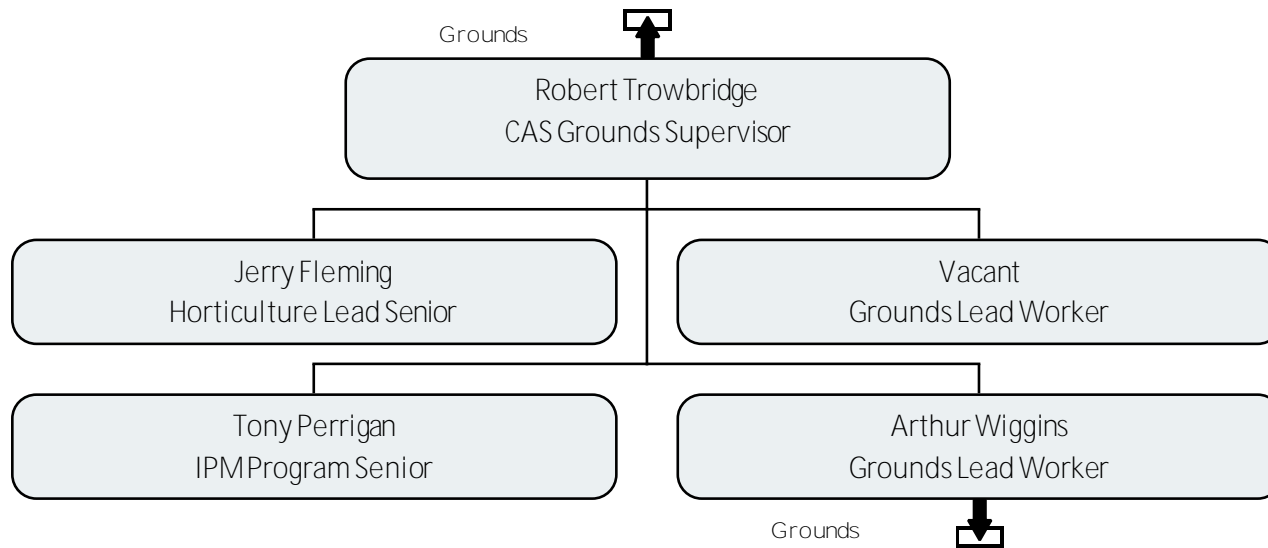 Grounds
Robert Trowbridge
CAS Grounds Supervisor
Jerry Fleming
Horticulture Lead Senior
Vacant
Grounds Lead Worker
Tony Perrigan
IPM Program Senior
Arthur Wiggins
Grounds Lead Worker
Grounds